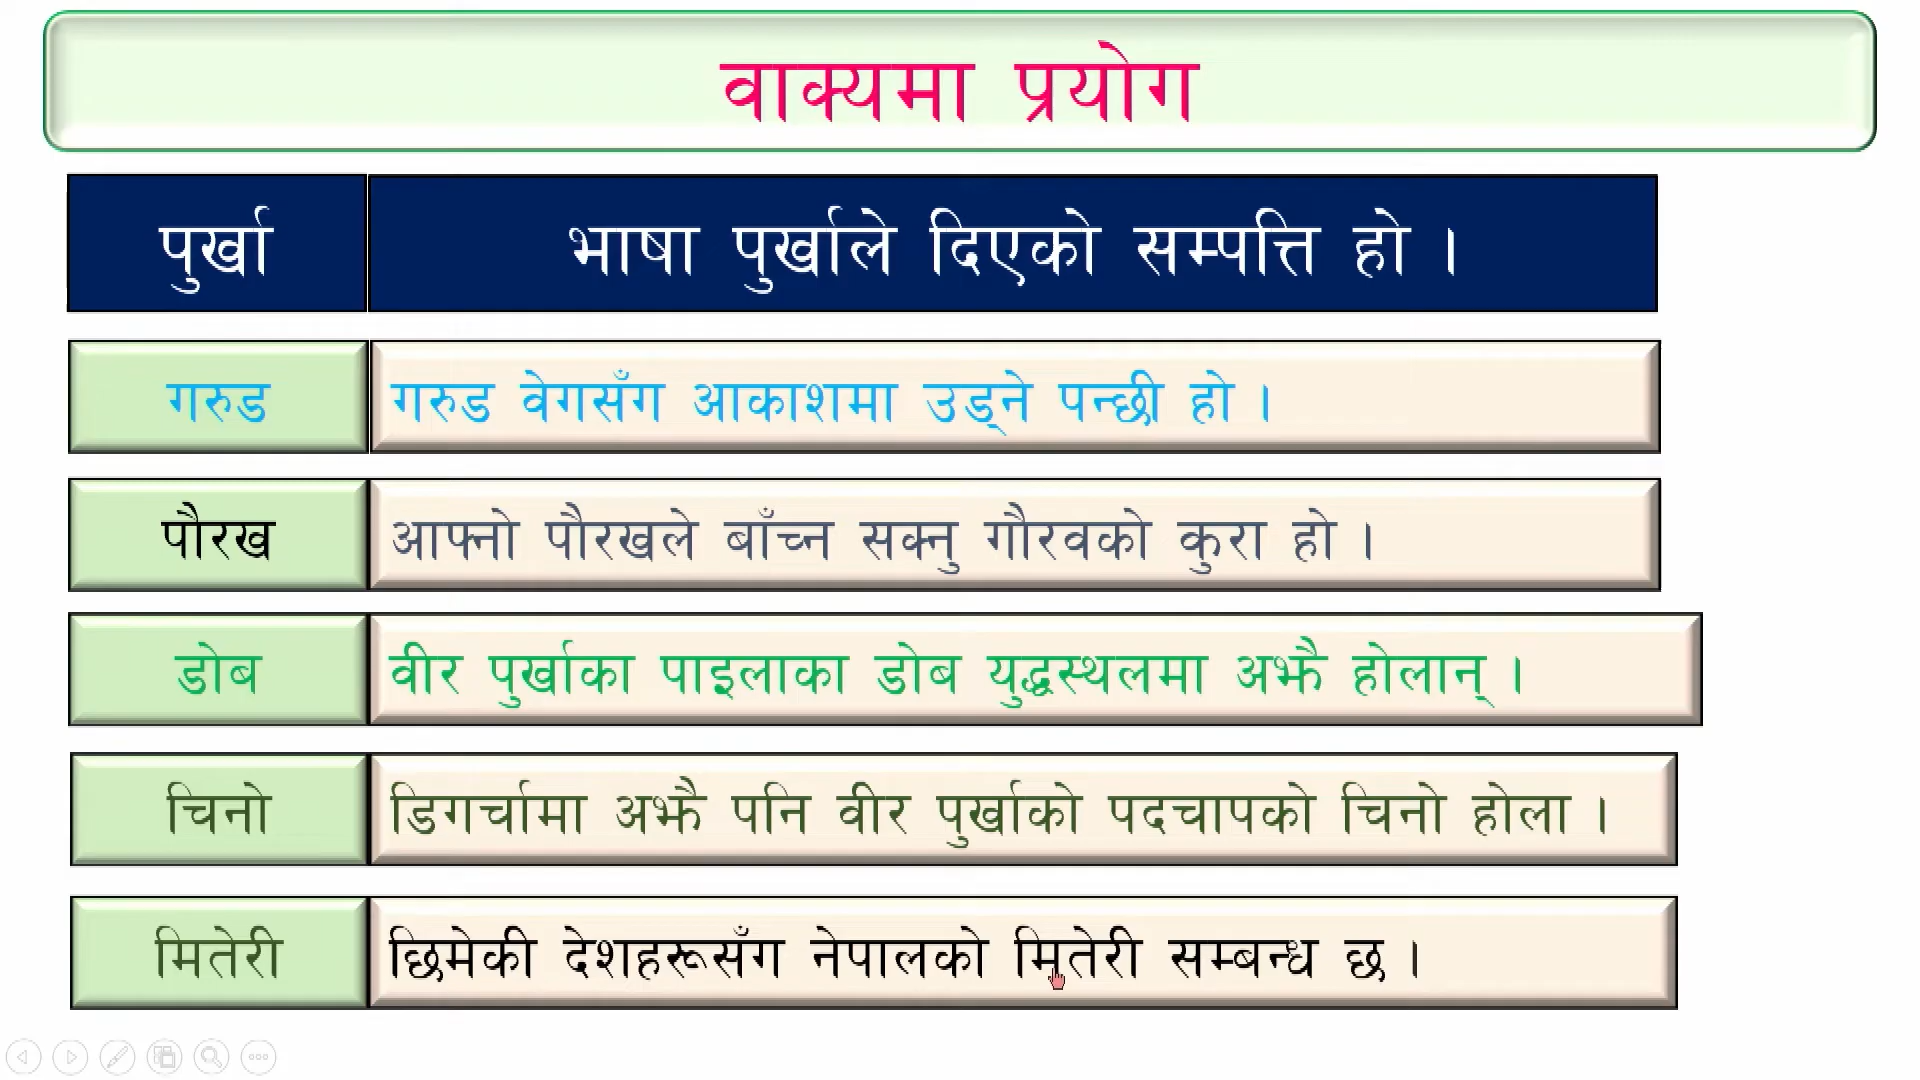 वाक्यमा प्रयोग
पुर्खा भाषा पुर्खाले दिएको सम्पत्ति हो ।
गरुड गरुड वेगसँग आकाशमा उड्ने पन्छी हो ।
पौरख आफ्नो पौरखले बाँच्न सक्नु गौरवको कुरा हो ।
डोब वीर पुर्खाका पाइलाका डोब युद्धस्थलमा अझै होलान् ।
चिनो डिगर्चामा अझै पनि वीर पुर्खाको पदचापको चिनो होला ।
मितेरी छिमेकी देशहरूसँग नेपालको मितेरी सम्बन्ध छ ।